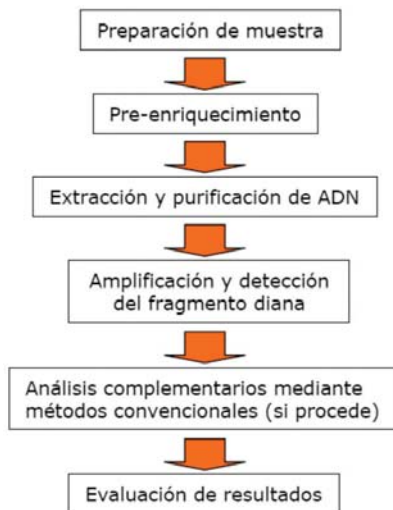 Preparación de muestra
Pre-enriquecimiento
Extracción y purificación de ADN
Amplificación y detección
del fragmento diana
Análisis complementarios mediante
métodos convencionales (si procede)
Evaluación de resultados